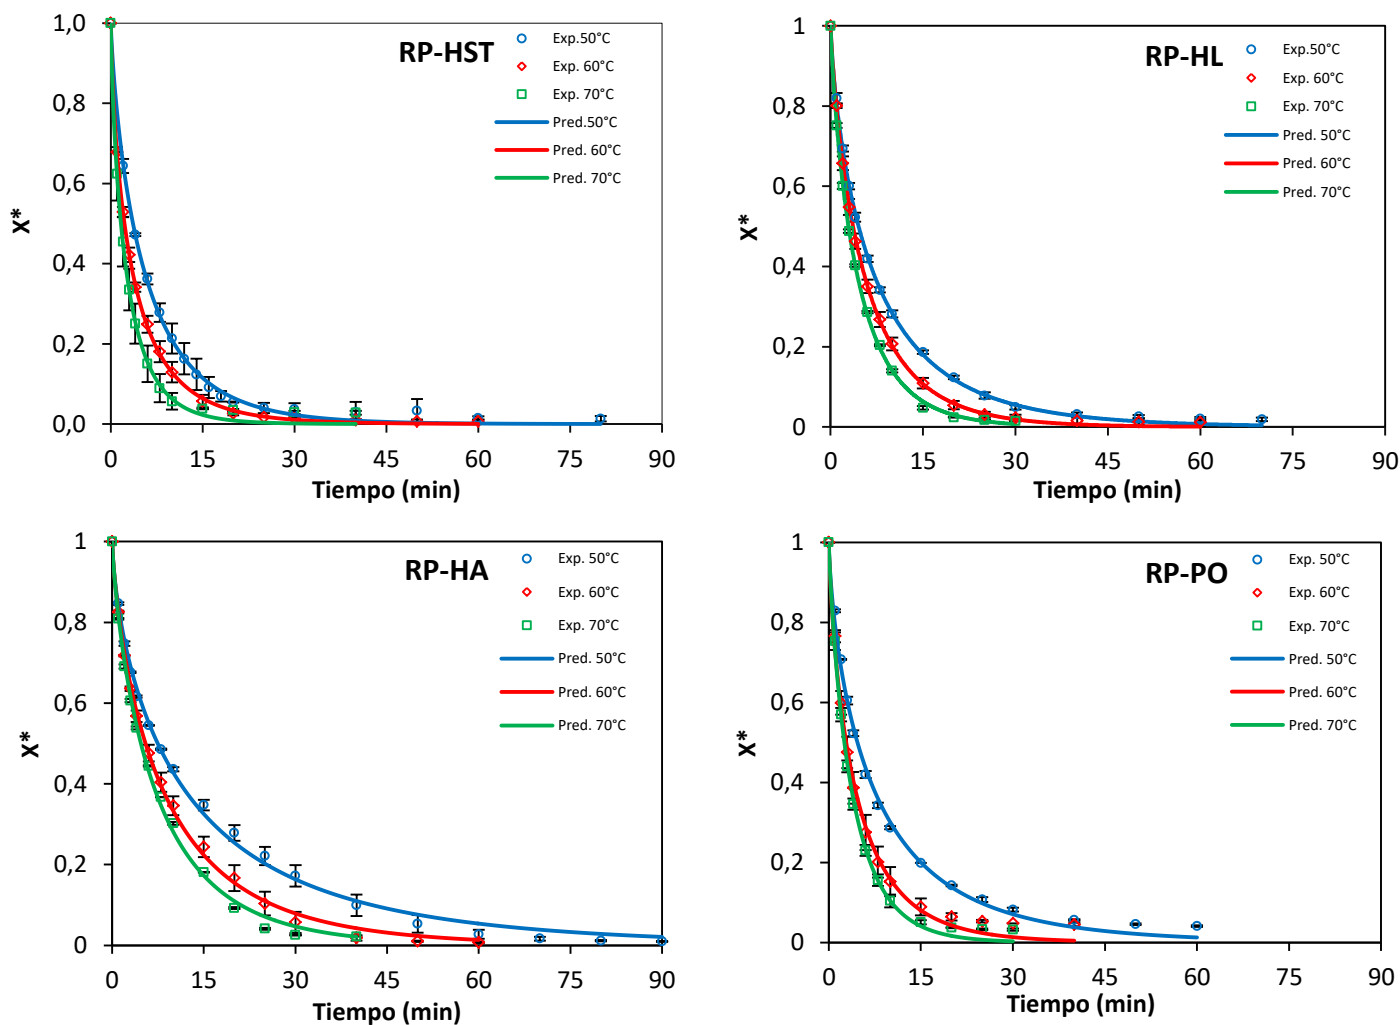 RP-HST
Exp.50°C
Exp. 60°C
Exp. 70°C
Pred.50°C
Pred. 60°C
Pred. 70°C
X*
1,0
0,8
0,6
0,4
0,2
0,0
0 15 30 45 60 75 90
Tiempo (min)
RP-HL
Exp.50°C
Exp. 60°C
Exp. 70°C
Pred. 50°C
Pred. 60°C
Pred. 70°C
X*
1
0,8
0,6
0,4
0,2
0
0 15 30 45 60 75 90
Tiempo (min)
RP-HA
Exp. 50°C
Exp. 60°C
Exp. 70°C
Pred. 50°C
Pred. 60°C
Pred. 70°C
X*
1
0,8
0,6
0,4
0,2
0
0 15 30 45 60 75 90
Tiempo (min)
RP-PO
Exp. 50°C
Exp. 60°C
Exp. 70°C
Pred. 50°C
Pred. 60°C
Pred. 70°C
X*
1
0,8
0,6
0,4
0,2
0
0 15 30 45 60 75 90
Tiempo (min)